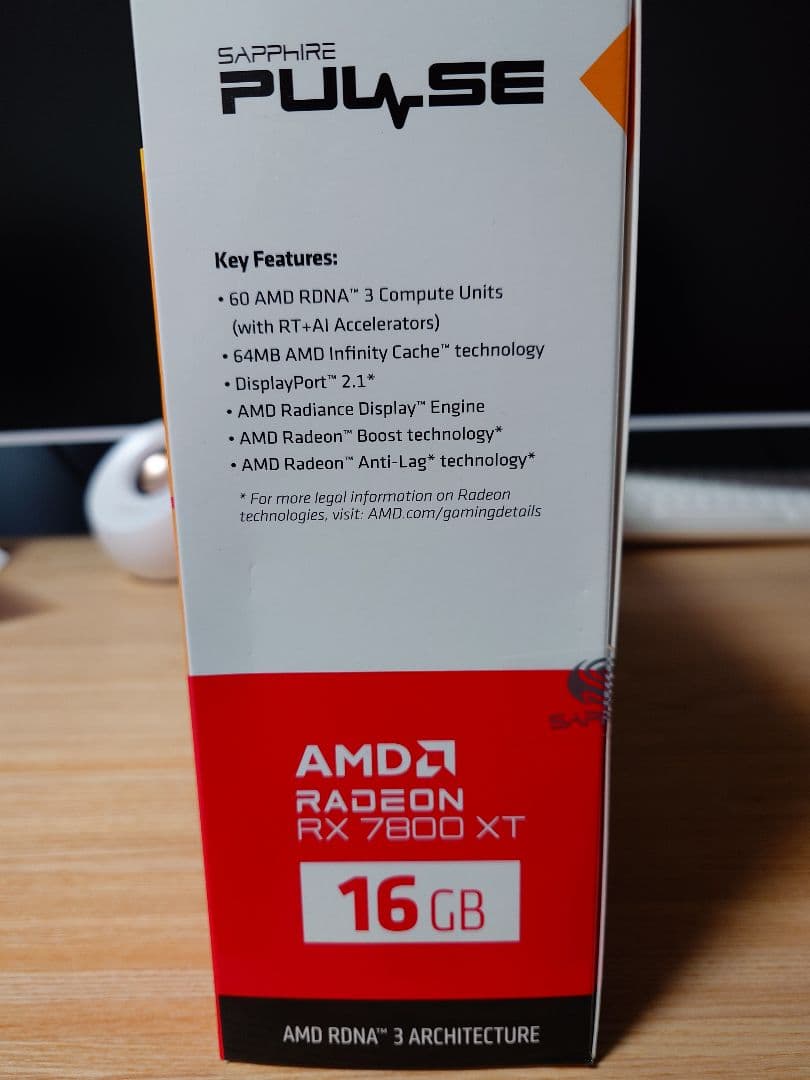 SAPPHIRE
PULSE
Key Features:
• 60 AMD RDNA™ 3 Compute Units
(with RT+AI Accelerators)
• 64MB AMD Infinity Cache™ technology
• DisplayPort™ 2.1*
• AMD Radiance Display™ Engine
• AMD Radeon™ Boost technology*
• AMD Radeon™ Anti-Lag* technology*
* For more legal information on Radeon
technologies, visit: AMD.com/gamingdetails
AMD
RADEON
RX 7800 XT
16 GB
AMD RDNA™ 3 ARCHITECTURE